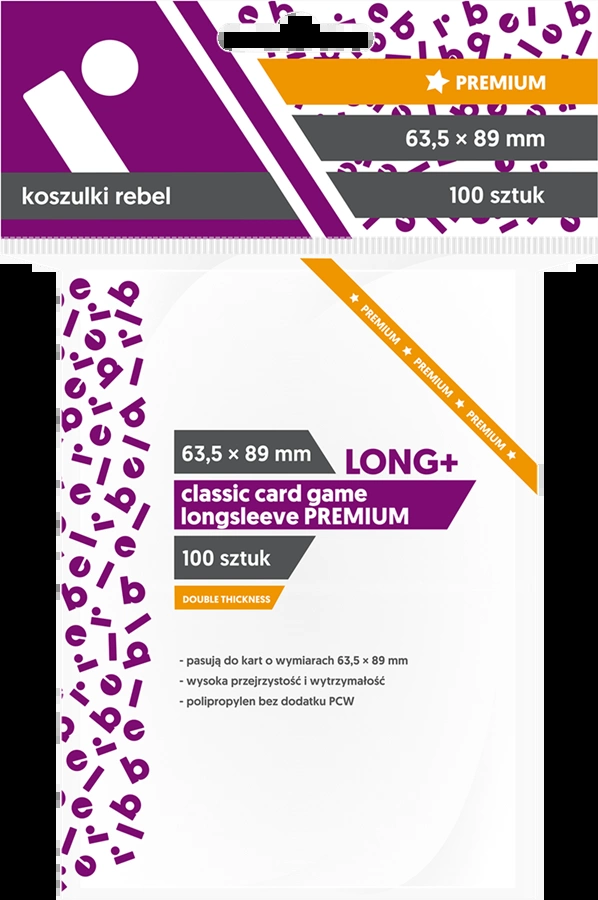 ★ PREMIUM
63,5 × 89 mm
koszulki rebel
100 sztuk
★ PREMIUM ★ PREMIUM ★ PREMIUM ★
63,5 × 89 mm
LONG+
classic card game
longsleeve PREMIUM
100 sztuk
DOUBLE THICKNESS
- pasują do kart o wymiarach 63,5 × 89 mm
- wysoka przejrzystość i wytrzymałość
- polipropylen bez dodatku PCW